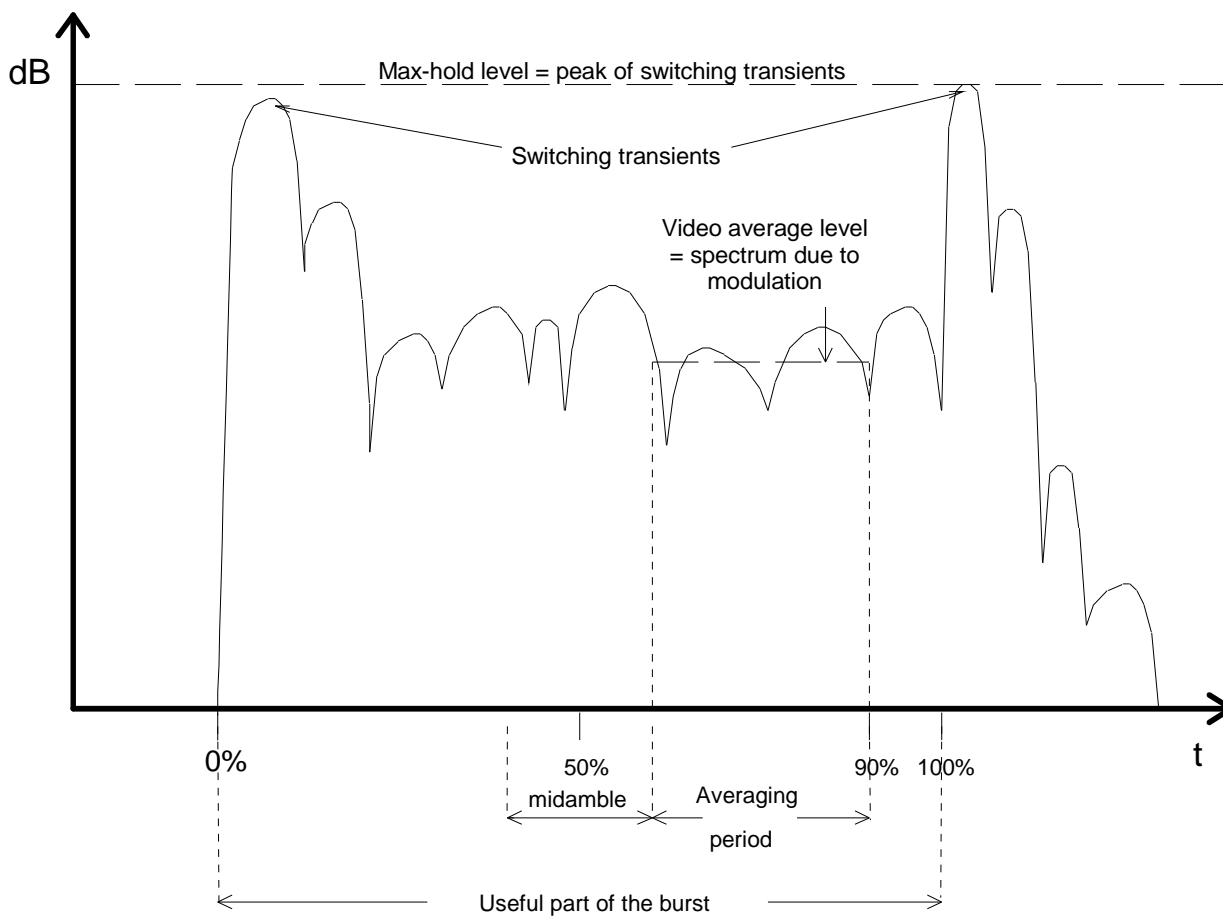 dB
Max-hold level = peak of switching transients
Switching transients
Video average level
= spectrum due to
modulation
0%
50%
90%
100%
t
midamble
Averaging
period
Useful part of the burst